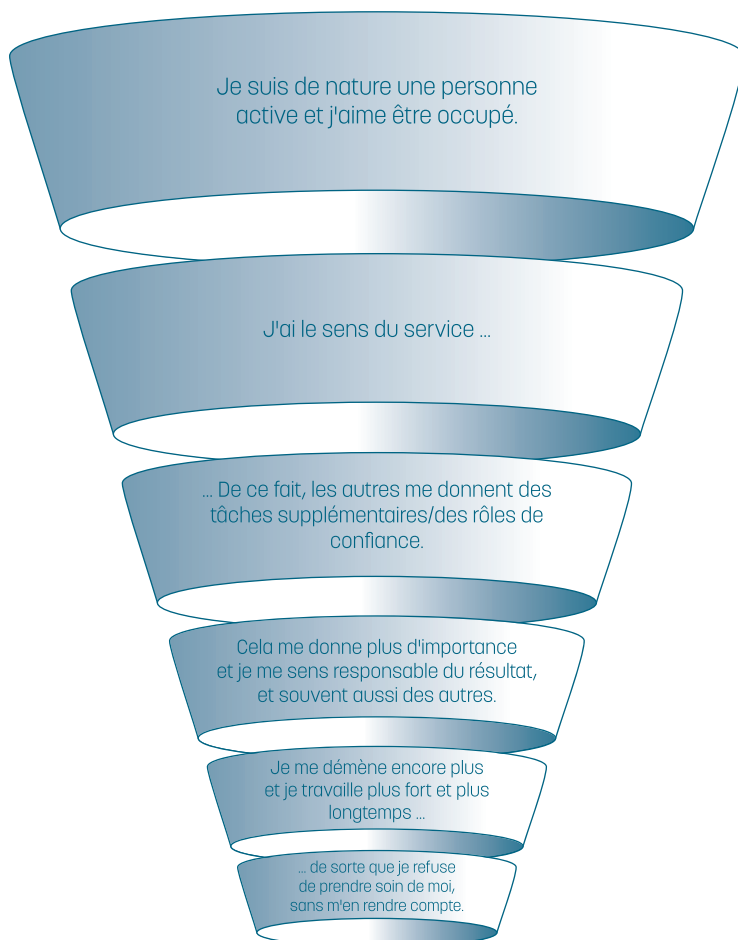 Je suis de nature une personne
active et j'aime être occupé.
J'ai le sens du service ...
... De ce fait, les autres me donnent des
tâches supplémentaires/des rôles de
confiance.
Cela me donne plus d'importance
et je me sens responsable du résultat,
et souvent aussi des autres.
Je me démène encore plus
et je travaille plus fort et plus
longtemps ...
... de sorte que je refuse
de prendre soin de moi,
sans m'en rendre compte.